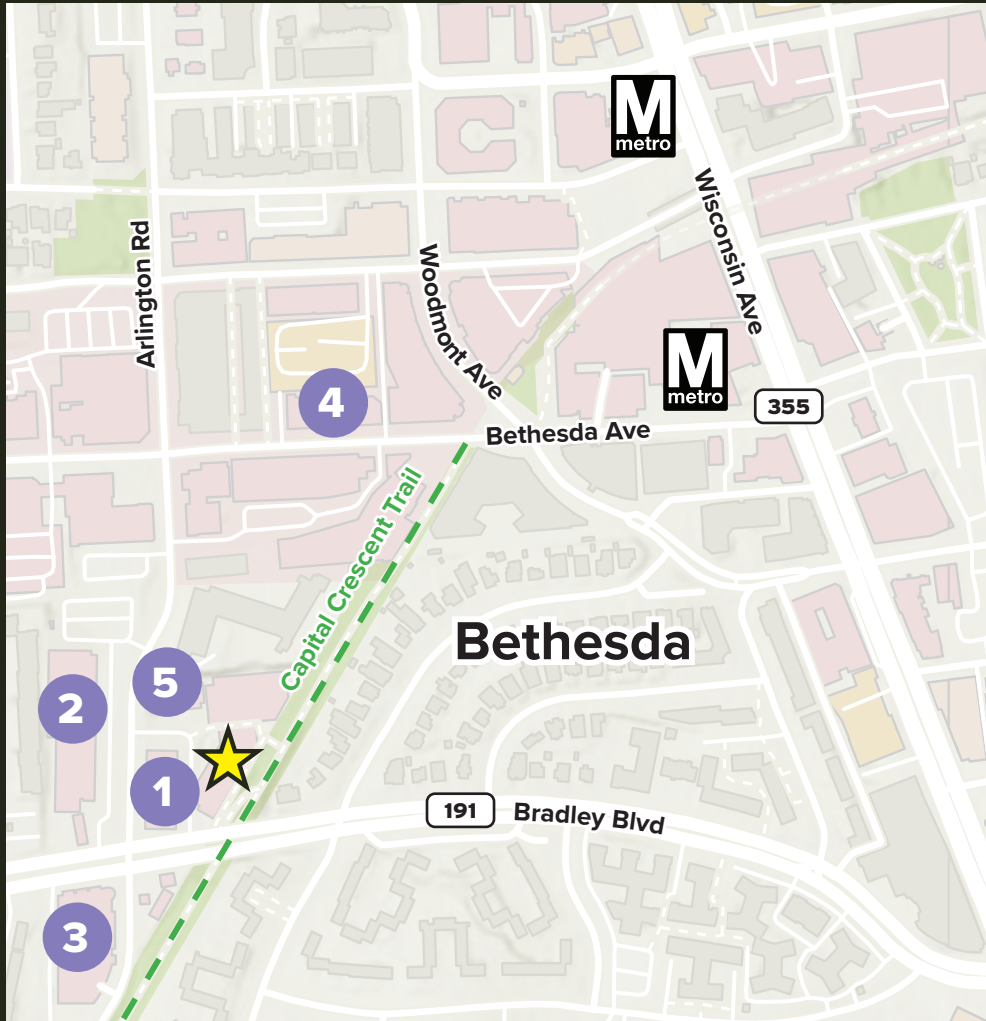 M
metro
Wisconsin Ave
Arlington Rd
Woodmont Ave
M
metro
4
355
Bethesda Ave
Capital Crescent Trail
Bethesda
5
2
1
191
Bradley Blvd
3